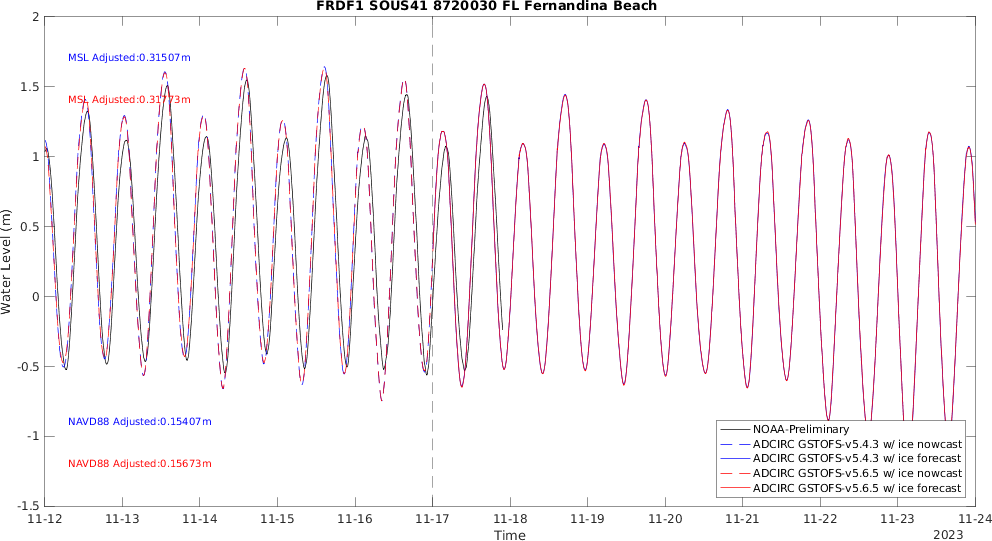 FRDF1 SOUS41 8720030 FL Fernandina Beach
2
1.5
1
0.5
0
-0.5
-1
-1.5
Water Level (m)
MSL Adjusted:0.31507m
MSL Adjusted:0.31773m
NAVD88 Adjusted:0.15407m
NAVD88 Adjusted:0.15673m
NOAA-Preliminary
ADCIRC GSTOFS-v5.4.3 w/ ice nowcast
ADCIRC GSTOFS-v5.4.3 w/ ice forecast
ADCIRC GSTOFS-v5.6.5 w/ ice nowcast
ADCIRC GSTOFS-v5.6.5 w/ ice forecast
11-12 11-13 11-14 11-15 11-16 11-17 11-18 11-19 11-20 11-21 11-22 11-23 11-24
Time
2023